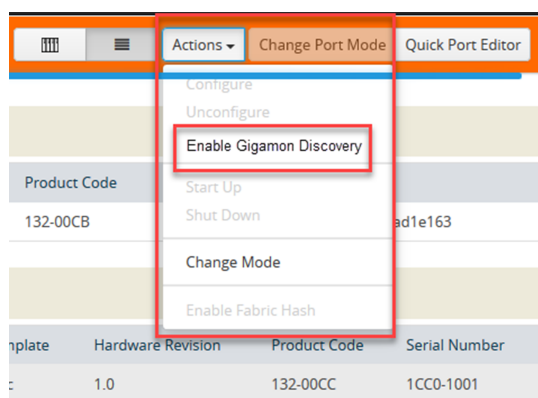 Actions Change Port Mode Quick Port Editor
Configure
Unconfigure
Enable Gigamon Discovery
Product Code
Start Up
132-00CB
Shut Down
ad1e163
Change Mode
Enable Fabric Hash
nplate Hardware Revision Product Code Serial Number
c 1.0 132-00CC 1CC0-1001